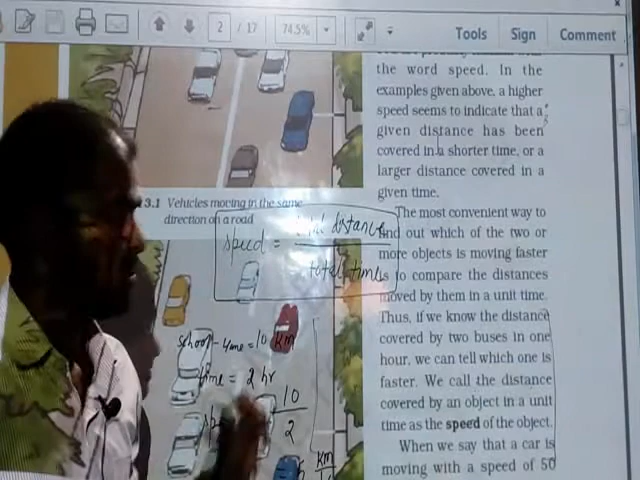 2 / 17
74.5%
Tools
Sign
Comment
the word speed. In the
examples given above, a higher
speed seems to indicate that a
given distance has been
covered in a shorter time, or a
larger distance covered in a
given time.
3.1 Vehicles moving in the same
direction on a road
speed = total distance
total time
The most convenient way to
find out which of the two or
more objects is moving faster
is to compare the distances
moved by them in a unit time.
Thus, if we know the distance
covered by two buses in one
hour, we can tell which one is
faster. We call the distance
covered by an object in a unit
time as the speed of the object.
When we say that a car is
moving with a speed of 50
= 10 km
time = 2 hr
10
2
5 km